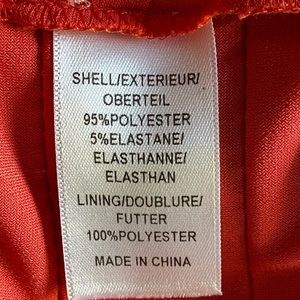 SHELL/EXTERIEUR/
OBERTEIL
95%POLYESTER
5%ELASTANE/
ELASTHANNE/
ELASTHAN
LINING/DOUBLURE/
FUTTER
100%POLYESTER
MADE IN CHINA